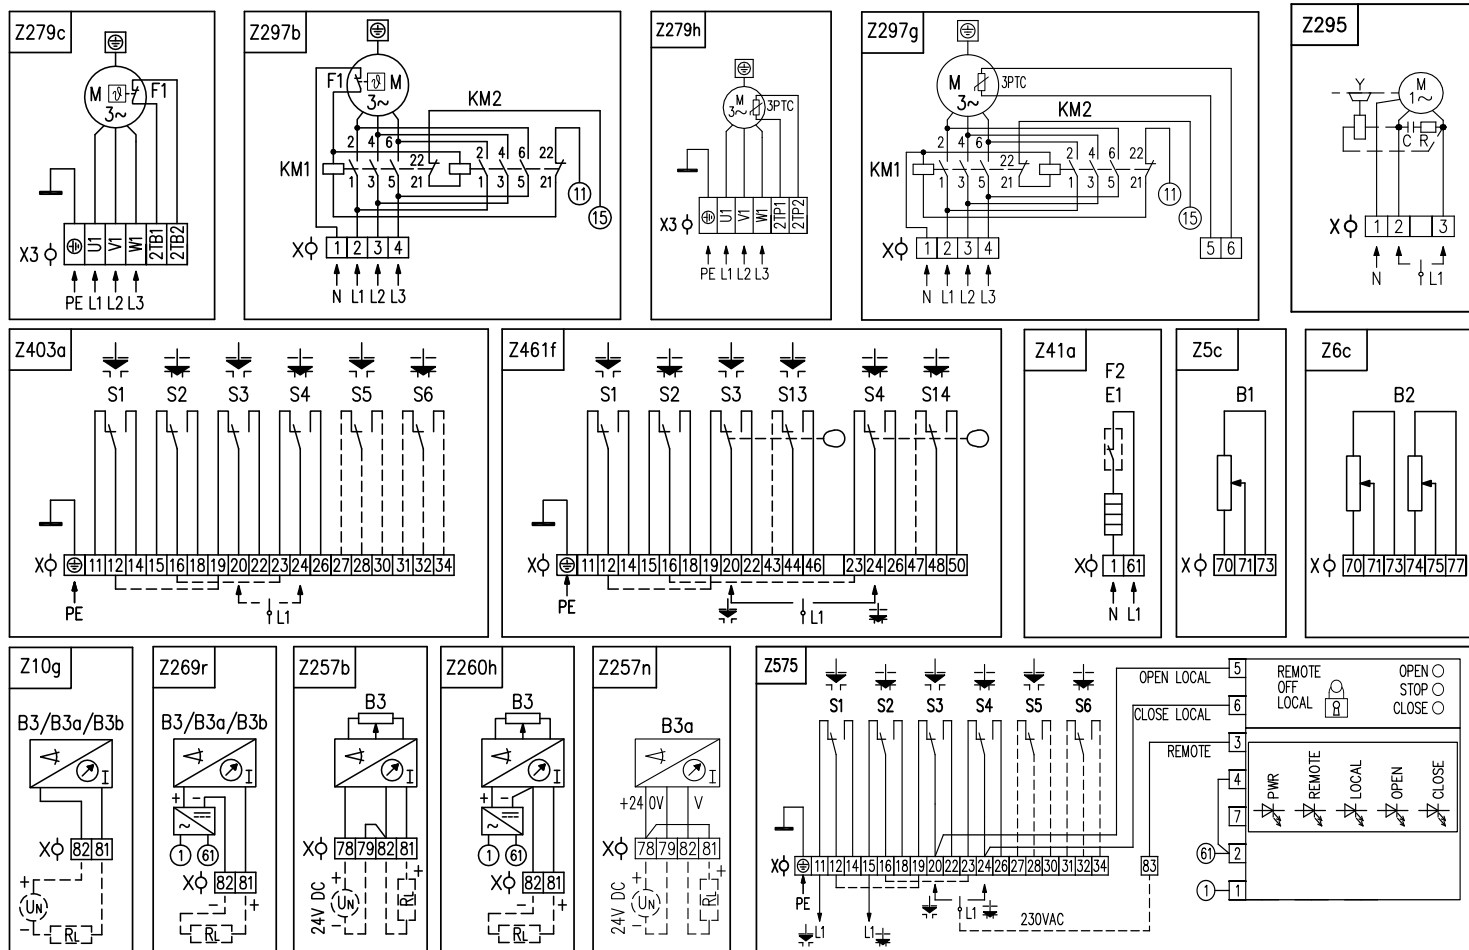 Z279c
M ϑ F1
3~
X3
U1 V1 W1 2TB1 2TB2
PE L1 L2 L3
Z297b
F1 ϑ M
3~
KM2
2 4 6 22 2 4 6 22
KM1
1 3 5 21 1 3 5 21
11
15
X 1 2 3 4
N L1 L2 L3
Z279h
M
3~ 3PTC
X3
U1 V1 W1 2TP1 2TP2
PE L1 L2 L3
Z297g
M 3PTC
3~
KM2
2 4 6 22 2 4 6 22
KM1
1 3 5 21 1 3 5 21
11
15
X 1 2 3 4 5 6
N L1 L2 L3
Z295
Y M
1~
C R
X 1 2 3
N L1
Z403a
S1 S2 S3 S4 S5 S6
X 11 12 14 15 16 18 19 20 22 23 24 26 27 28 30 31 32 34
PE L1
Z461f
S1 S2 S3 S13 S4 S14
X 11 12 14 15 16 18 19 20 22 43 44 46 23 24 26 47 48 50
PE L1
Z41a
F2
E1
X 1 61
N L1
Z5c
B1
X 70 71 73
Z6c
B2
X 70 71 73 74 75 77
Z10g
B3/B3a/B3b
I
X 82 81
+ UN -
RL
Z269r
B3/B3a/B3b
I
+ -
~
1 61
X 82 81
- +
RL
Z257b
B3
I
X 78 79 82 81
24V DC + UN - + RL -
Z260h
B3
I
+ -
~
1 61
X 82 81
- +
RL
Z257n
B3a
I
+24 0V V
X 78 79 82 81
24V DC + UN - + RL -
Z575
S1 S2 S3 S4 S5 S6
X 11 12 14 15 16 18 19 20 22 23 24 26 27 28 30 31 32 34 83
PE L1 L1 L1
230VAC
OPEN LOCAL 5
CLOSE LOCAL 6
REMOTE 3
4
7
61 2
1 1
REMOTE
OFF
LOCAL
OPEN
STOP
CLOSE
PWR REMOTE LOCAL OPEN CLOSE